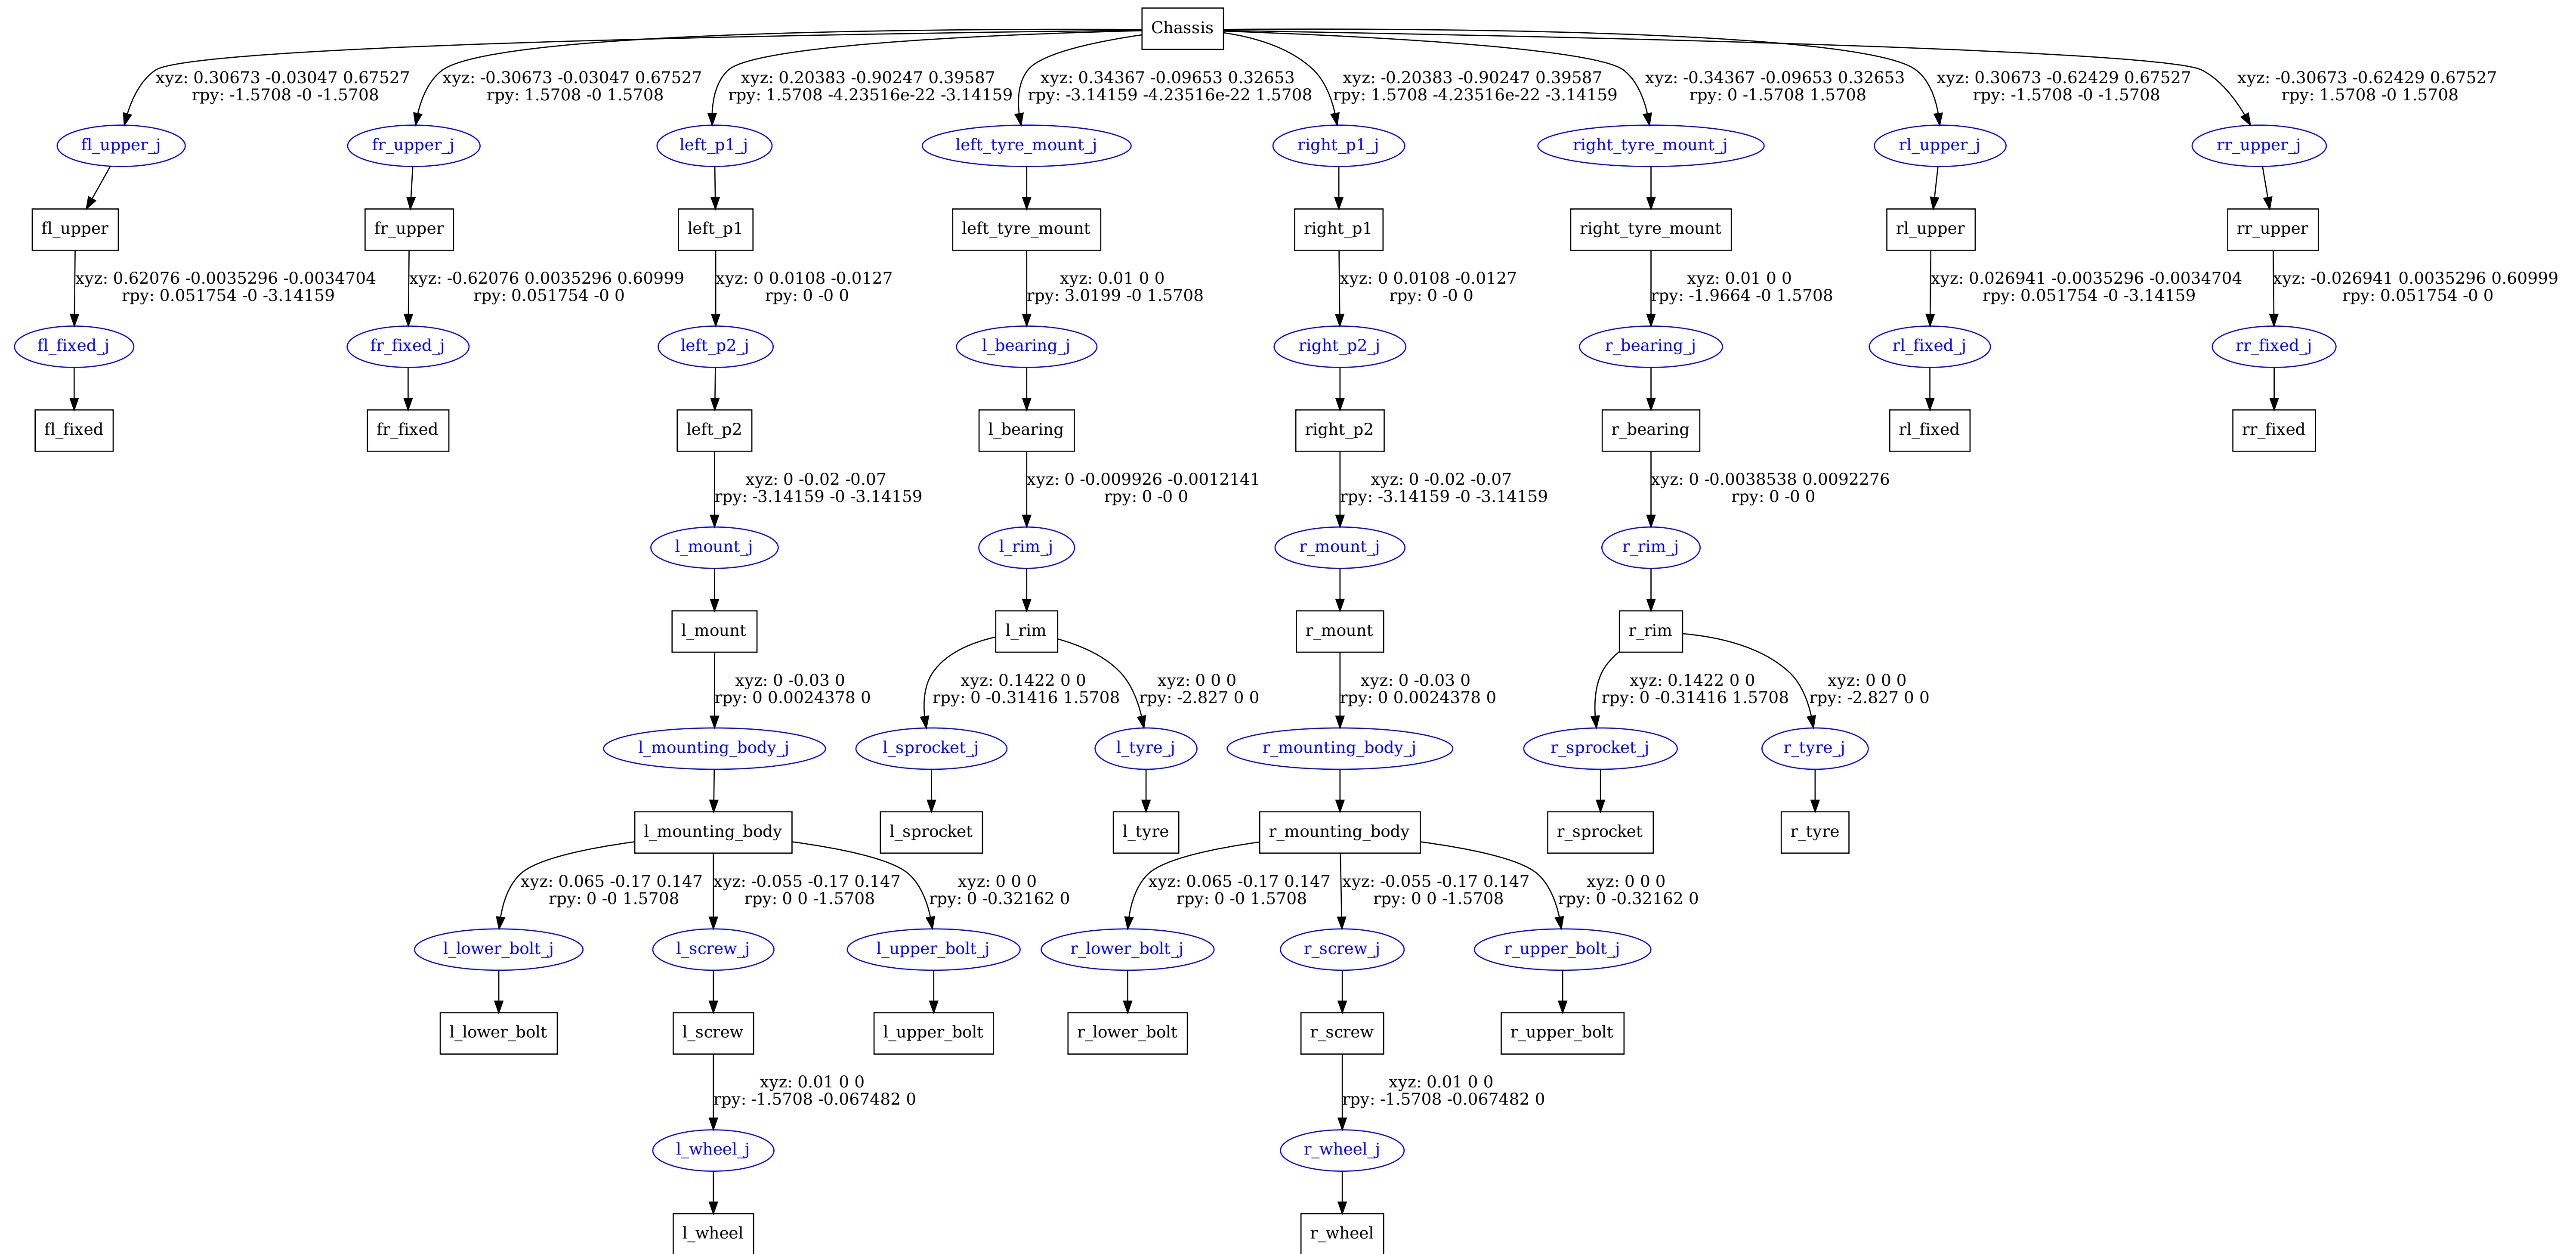 Chassis
xyz: 0.30673 -0.03047 0.67527
rpy: -1.5708 -0 -1.5708
xyz: -0.30673 -0.03047 0.67527
rpy: 1.5708 -0 1.5708
xyz: 0.20383 -0.90247 0.39587
rpy: 1.5708 -4.23516e-22 -3.14159
xyz: 0.34367 -0.09653 0.32653
rpy: -3.14159 -4.23516e-22 1.5708
xyz: -0.20383 -0.90247 0.39587
rpy: 1.5708 -4.23516e-22 -3.14159
xyz: -0.34367 -0.09653 0.32653
rpy: 0 -1.5708 1.5708
xyz: 0.30673 -0.62429 0.67527
rpy: -1.5708 -0 -1.5708
xyz: -0.30673 -0.62429 0.67527
rpy: 1.5708 -0 1.5708
fl_upper_j
fr_upper_j
left_p1_j
left_tyre_mount_j
right_p1_j
right_tyre_mount_j
rl_upper_j
rr_upper_j
fl_upper
fr_upper
left_p1
left_tyre_mount
right_p1
right_tyre_mount
rl_upper
rr_upper
xyz: 0.62076 -0.0035296 -0.0034704
rpy: 0.051754 -0 -3.14159
xyz: -0.62076 0.0035296 0.60999
rpy: 0.051754 -0 0
xyz: 0 0.0108 -0.0127
rpy: 0 -0 0
xyz: 0.01 0 0
rpy: 3.0199 -0 1.5708
xyz: 0 0.0108 -0.0127
rpy: 0 -0 0
xyz: 0.01 0 0
rpy: -1.9664 -0 1.5708
xyz: 0.026941 -0.0035296 -0.0034704
rpy: 0.051754 -0 -3.14159
xyz: -0.026941 0.0035296 0.60999
rpy: 0.051754 -0 0
fl_fixed_j
fr_fixed_j
left_p2_j
l_bearing_j
right_p2_j
r_bearing_j
rl_fixed_j
rr_fixed_j
fl_fixed
fr_fixed
left_p2
l_bearing
right_p2
r_bearing
rl_fixed
rr_fixed
xyz: 0 -0.02 -0.07
rpy: -3.14159 -0 -3.14159
xyz: 0 -0.009926 -0.0012141
rpy: 0 -0 0
xyz: 0 -0.02 -0.07
rpy: -3.14159 -0 -3.14159
xyz: 0 -0.0038538 0.0092276
rpy: 0 -0 0
l_mount_j
l_rim_j
r_mount_j
r_rim_j
l_mount
l_rim
r_mount
r_rim
xyz: 0 -0.03 0
rpy: 0 0.0024378 0
xyz: 0.1422 0 0
rpy: 0 -0.31416 1.5708
xyz: 0 0 0
rpy: -2.827 0 0
xyz: 0 -0.03 0
rpy: 0 0.0024378 0
xyz: 0.1422 0 0
rpy: 0 -0.31416 1.5708
xyz: 0 0 0
rpy: -2.827 0 0
l_mounting_body_j
l_sprocket_j
l_tyre_j
r_mounting_body_j
r_sprocket_j
r_tyre_j
l_mounting_body
l_sprocket
l_tyre
r_mounting_body
r_sprocket
r_tyre
xyz: 0.065 -0.17 0.147
rpy: 0 -0 1.5708
xyz: -0.055 -0.17 0.147
rpy: 0 0 -1.5708
xyz: 0 0 0
rpy: 0 -0.32162 0
xyz: 0.065 -0.17 0.147
rpy: 0 -0 1.5708
xyz: -0.055 -0.17 0.147
rpy: 0 0 -1.5708
xyz: 0 0 0
rpy: 0 -0.32162 0
l_lower_bolt_j
l_screw_j
l_upper_bolt_j
r_lower_bolt_j
r_screw_j
r_upper_bolt_j
l_lower_bolt
l_screw
l_upper_bolt
r_lower_bolt
r_screw
r_upper_bolt
xyz: 0.01 0 0
rpy: -1.5708 -0.067482 0
xyz: 0.01 0 0
rpy: -1.5708 -0.067482 0
l_wheel_j
r_wheel_j
l_wheel
r_wheel